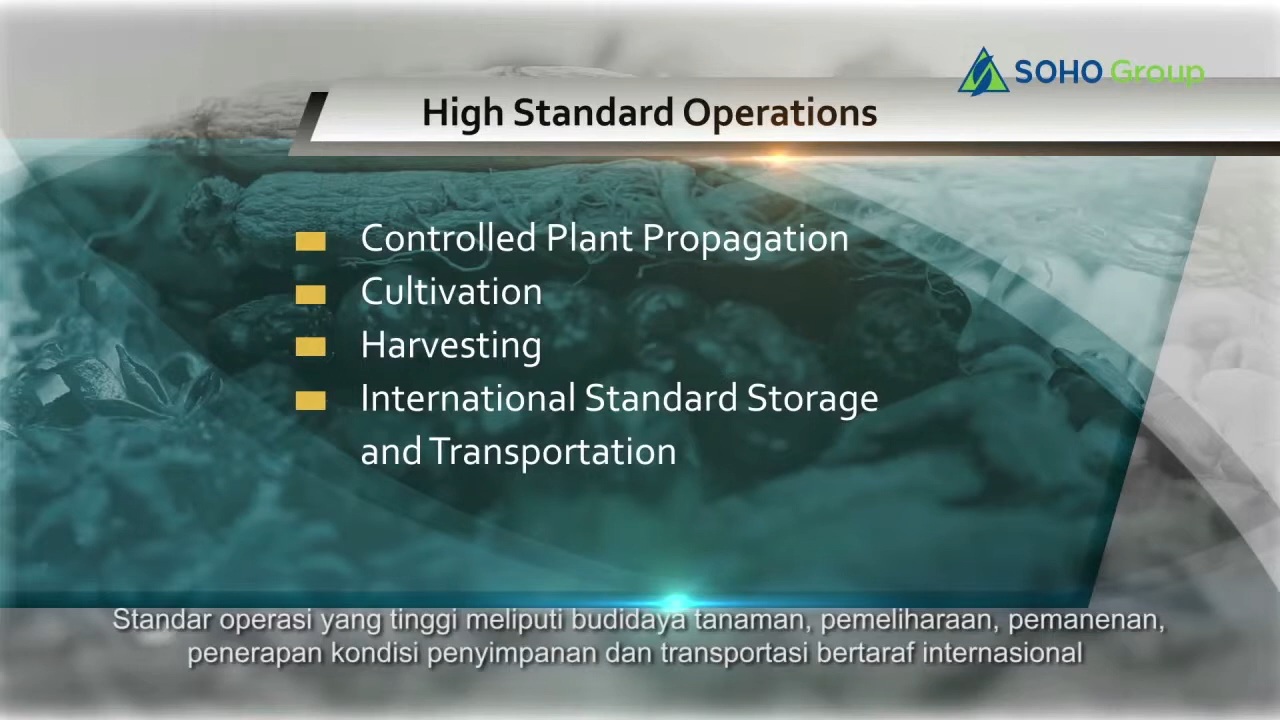 SOHO Group
High Standard Operations
Controlled Plant Propagation
Cultivation
Harvesting
International Standard Storage
and Transportation
Standar operasi yang tinggi meliputi budidaya tanaman, pemeliharaan, pemanenan,
penerapan kondisi penyimpanan dan transportasi bertaraf internasional